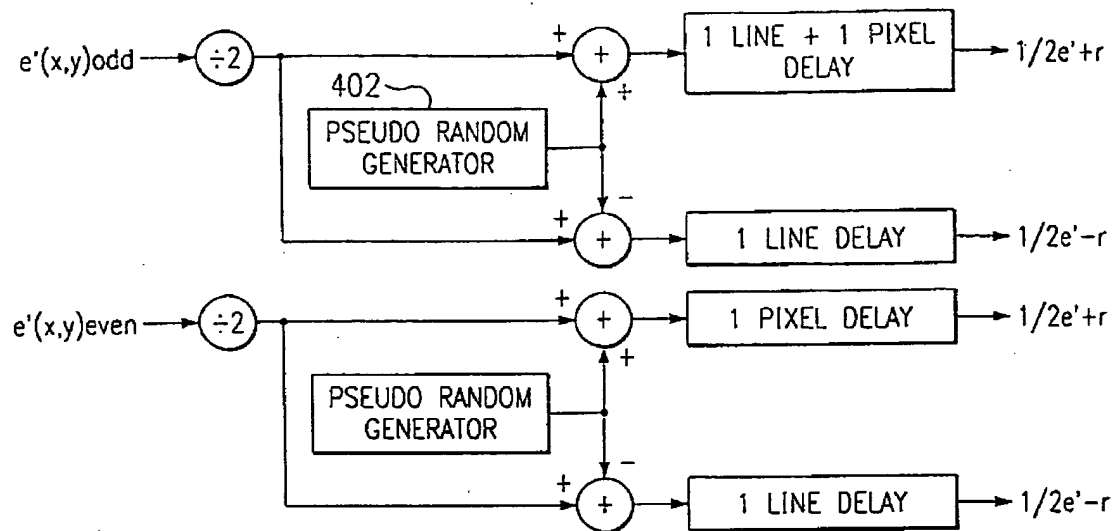 e'(x,y)odd
÷2
+
+
1 LINE + 1 PIXEL
DELAY
1/2e'+r
402
+
PSEUDO RANDOM
GENERATOR
−
+
+
1 LINE DELAY
1/2e'−r
e'(x,y)even
÷2
+
+
1 PIXEL DELAY
1/2e'+r
+
PSEUDO RANDOM
GENERATOR
−
+
+
1 LINE DELAY
1/2e'−r